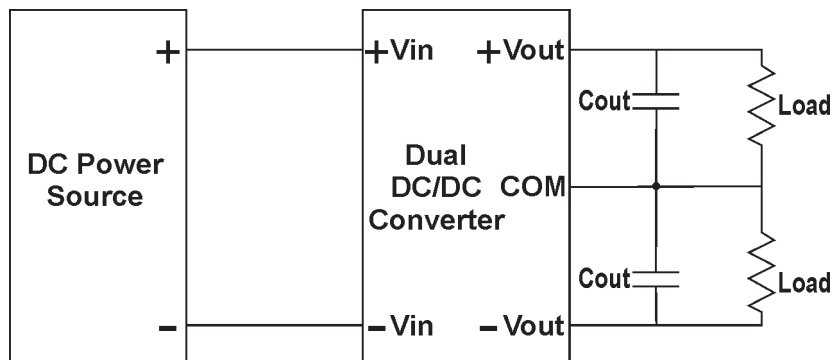 + +Vin +Vout
Cout Load
DC Power
Source
Dual
DC/DC COM
Converter
Cout Load
- -Vin -Vout